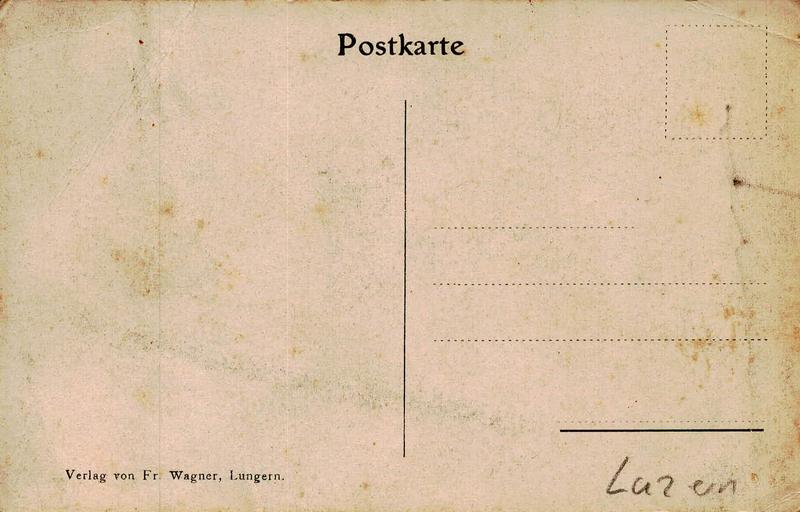 Postkarte
Verlag von Fr. Wagner, Lungern.
Luzern